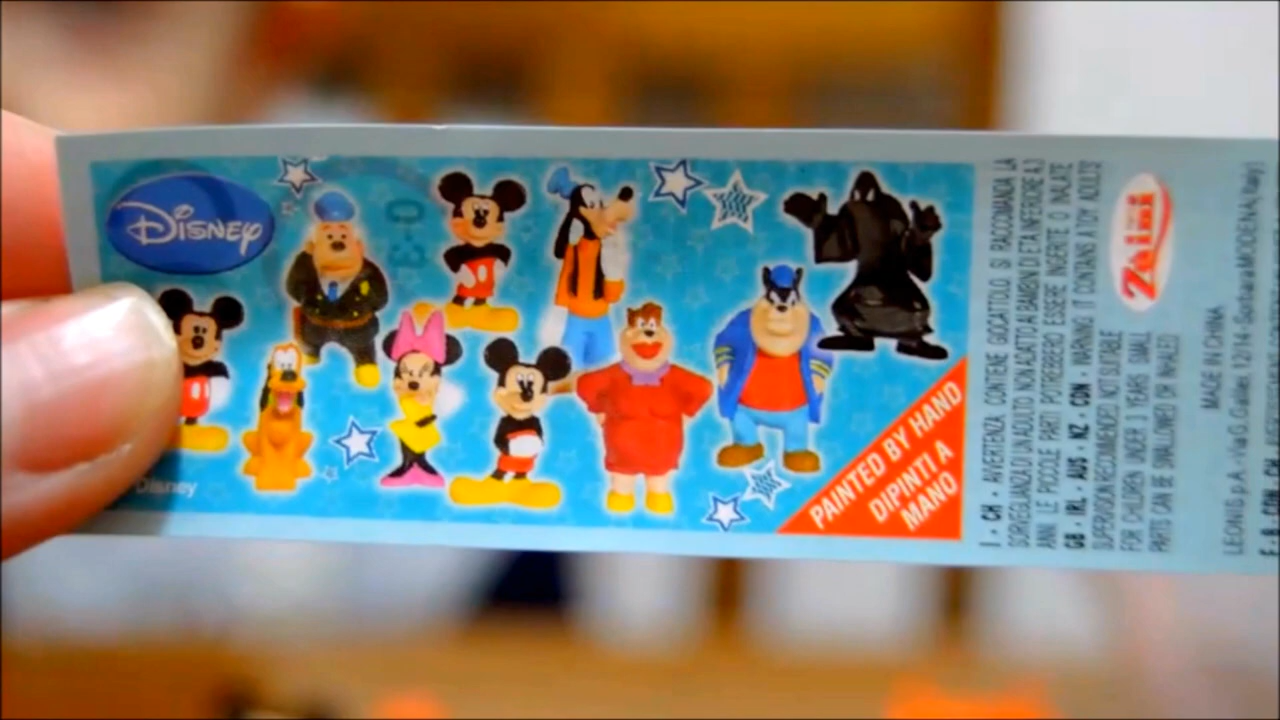 DISNEY
Disney
PAINTED BY HAND
DIPINTI A
MANO
Zaini
I - CH - AVVERTENZA: CONTIENE GIOCATTOLO. SI RACCOMANDA LA
SORVEGLIANZA DI UN ADULTO. NON ADATTO A BAMBINI DI ETA INFERIORE A 3
ANNI. LE PICCOLE PARTI POTREBBERO ESSERE INGERITE O INALATE
GB - IRL - AUS - NZ - CDN - WARNING: IT CONTAINS A TOY. ADULTS
SUPERVISION RECOMMENDED. NOT SUITABLE
FOR CHILDREN UNDER 3 YEARS. SMALL
PARTS CAN BE SWALLOWED OR INHALED
MADE IN CHINA
LEONIS p.A. - via G. Galilei, 12/14 - Sorbara MODENA (Italy)